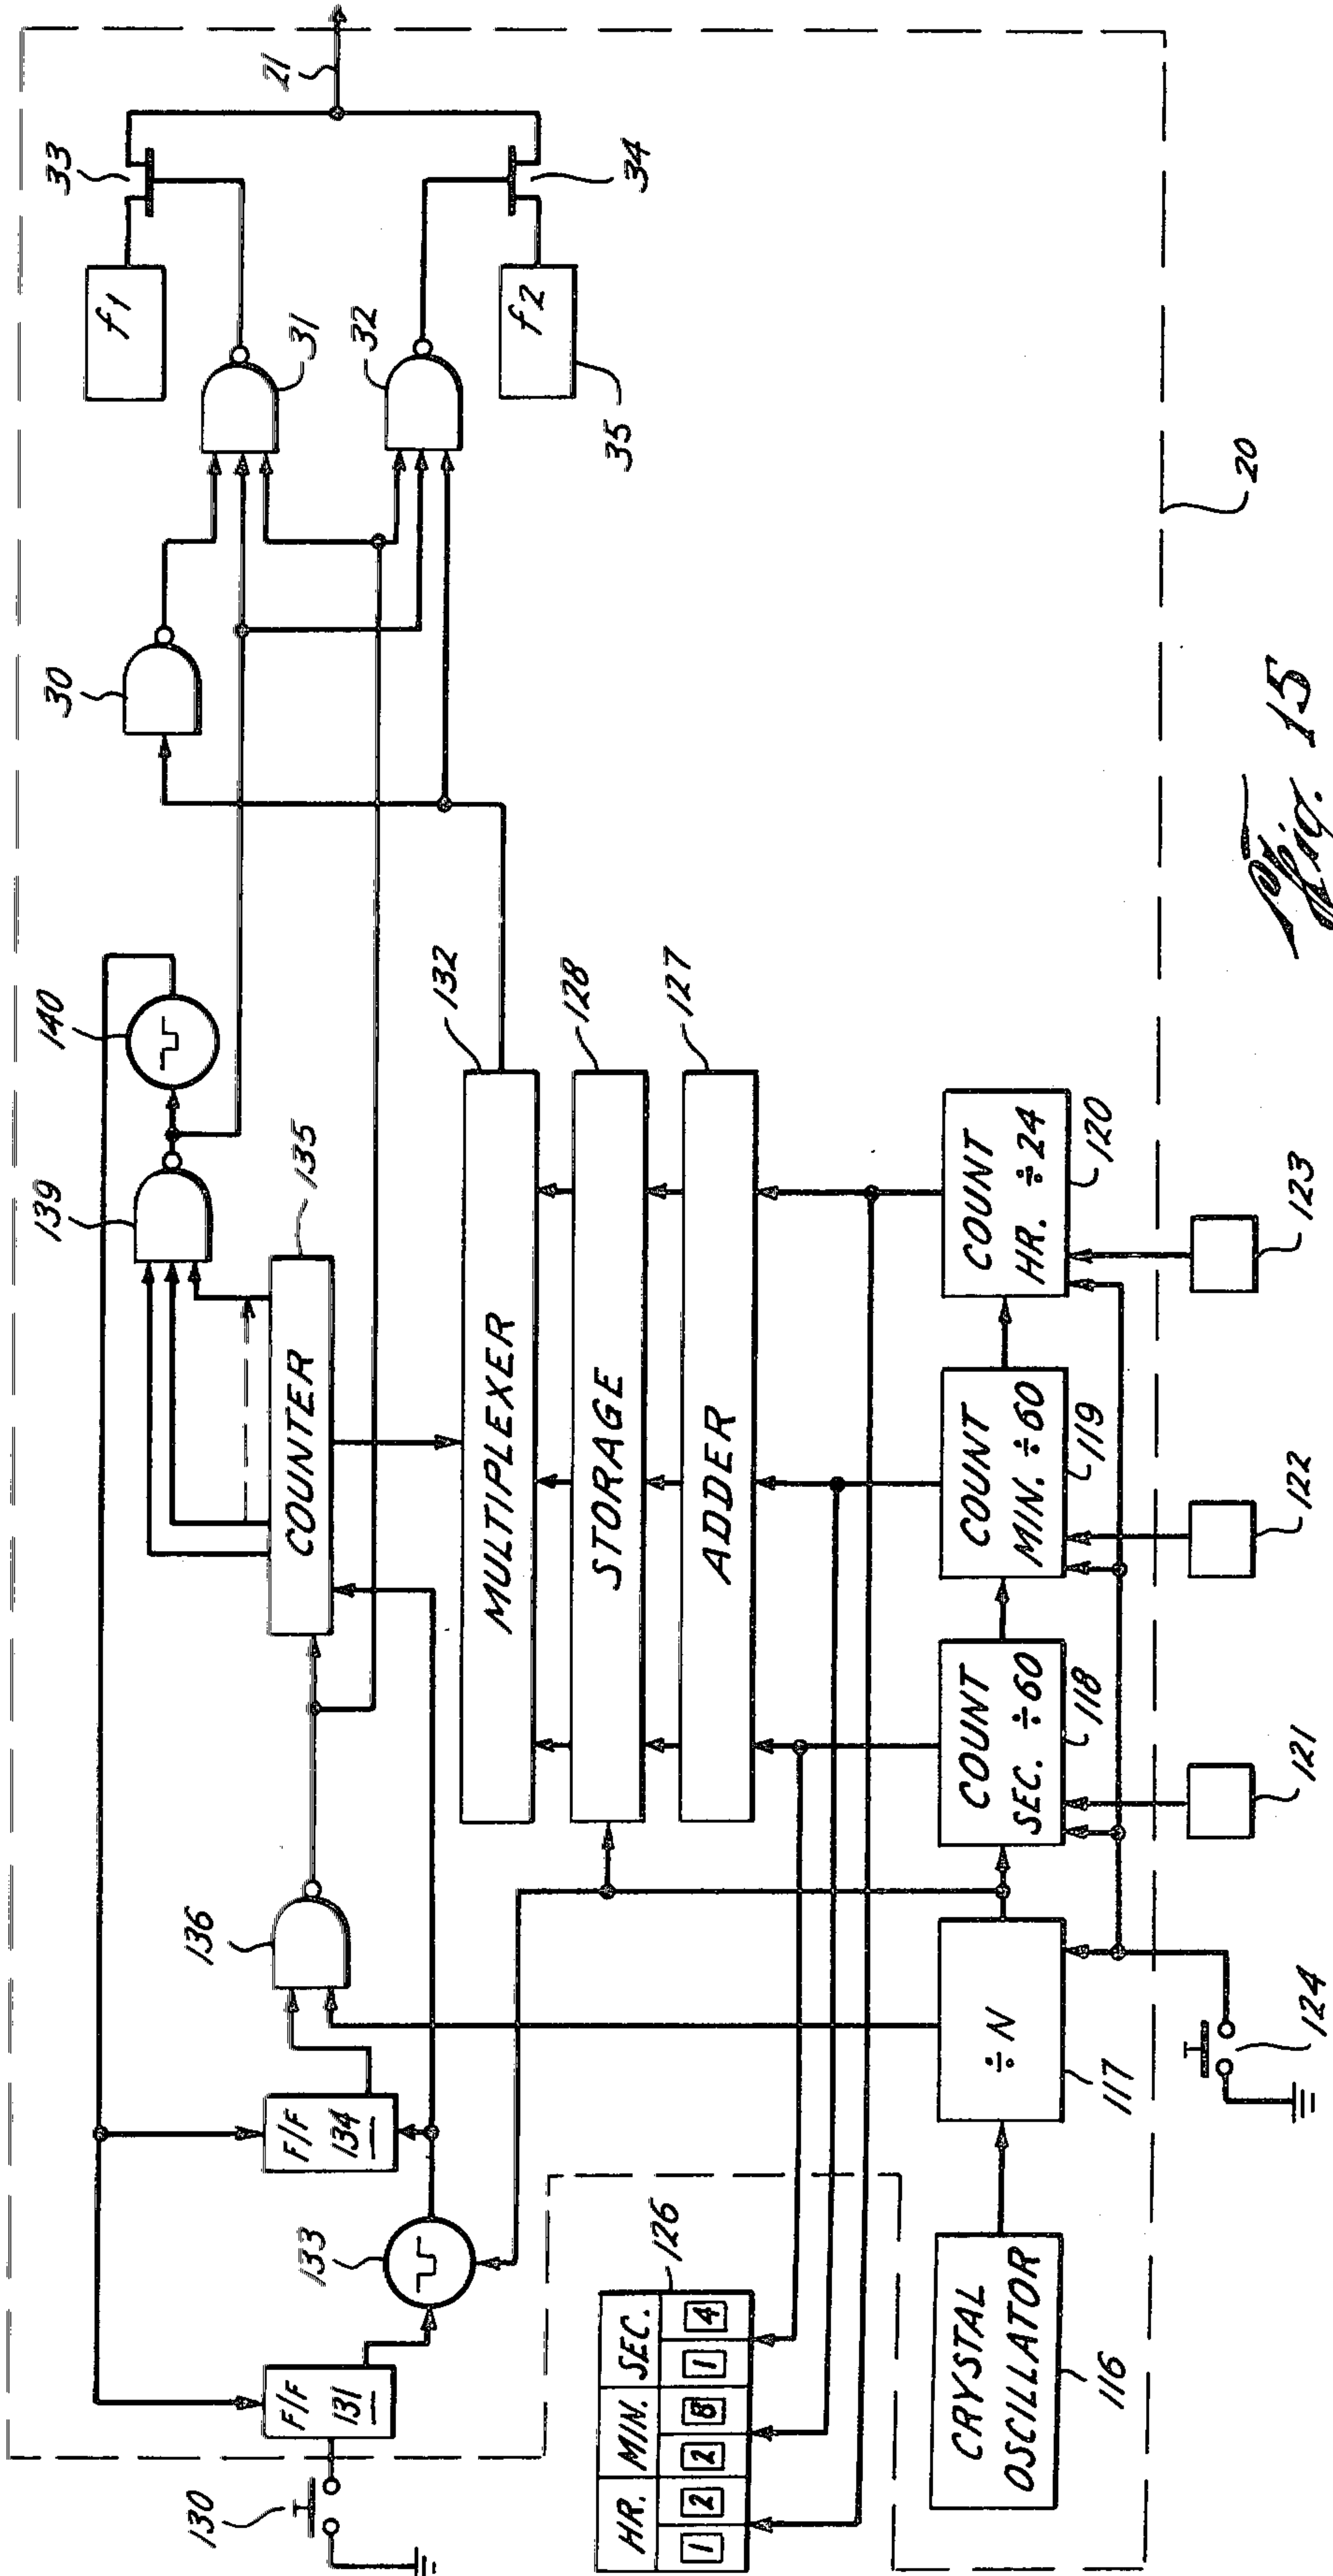 130
F/F
131
133
F/F
134
136
COUNTER
135
139
140
30
31
32
f1
33
f2
35
34
21
MULTIPLEXER
132
STORAGE
128
ADDER
127
HR. MIN. SEC.
1 2 2 8 1 4
126
CRYSTAL
OSCILLATOR
116
÷N
117
COUNT
SEC. ÷60
118
COUNT
MIN. ÷60
119
COUNT
HR. ÷24
120
124
121
122
123
20
Fig. 15